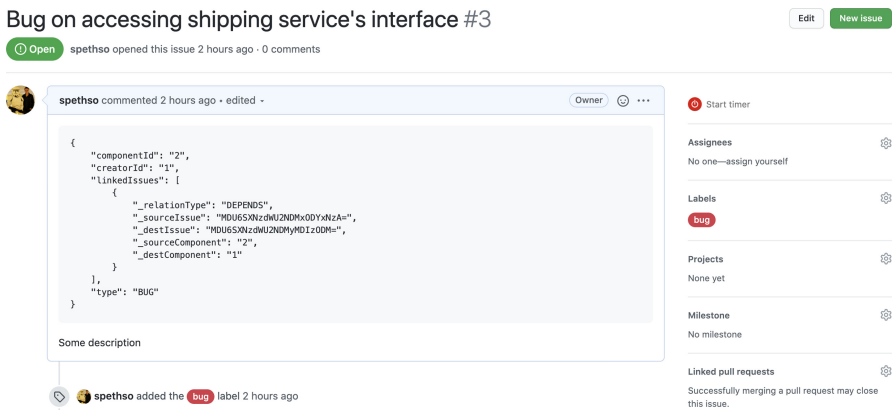 Bug on accessing shipping service's interface #3
Edit
New issue
Open
spethso opened this issue 2 hours ago · 0 comments
spethso commented 2 hours ago • edited
Owner
{
    "componentId": "2",
    "creatorId": "1",
    "linkedIssues": [
        {
            "_relationType": "DEPENDS",
            "_sourceIssue": "MDU6SXNzdWU2NDMxODYxNzA=",
            "_destIssue": "MDU6SXNzdWU2NDMyMDIzODM=",
            "_sourceComponent": "2",
            "_destComponent": "1"
        }
    ],
    "type": "BUG"
}
Some description
spethso added the bug label 2 hours ago
Start timer
Assignees
No one—assign yourself
Labels
bug
Projects
None yet
Milestone
No milestone
Linked pull requests
Successfully merging a pull request may close
this issue.